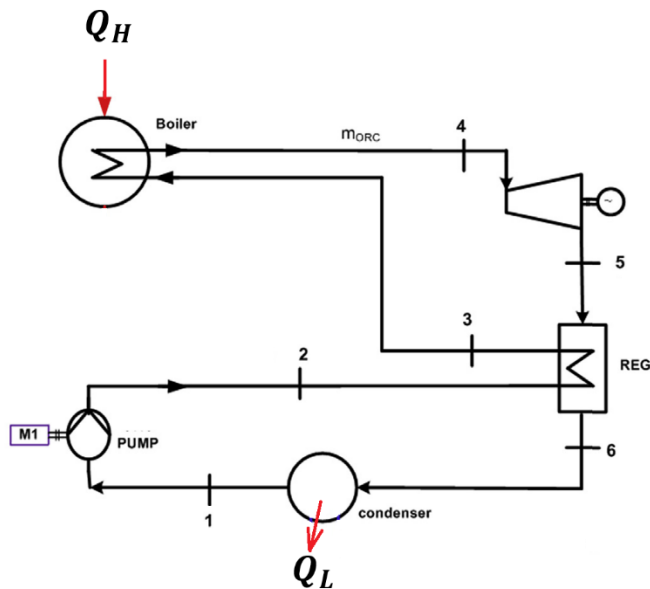 Q_H
Boiler
m_ORC
4
~
5
3
REG
2
M1
PUMP
6
1
condenser
Q_L